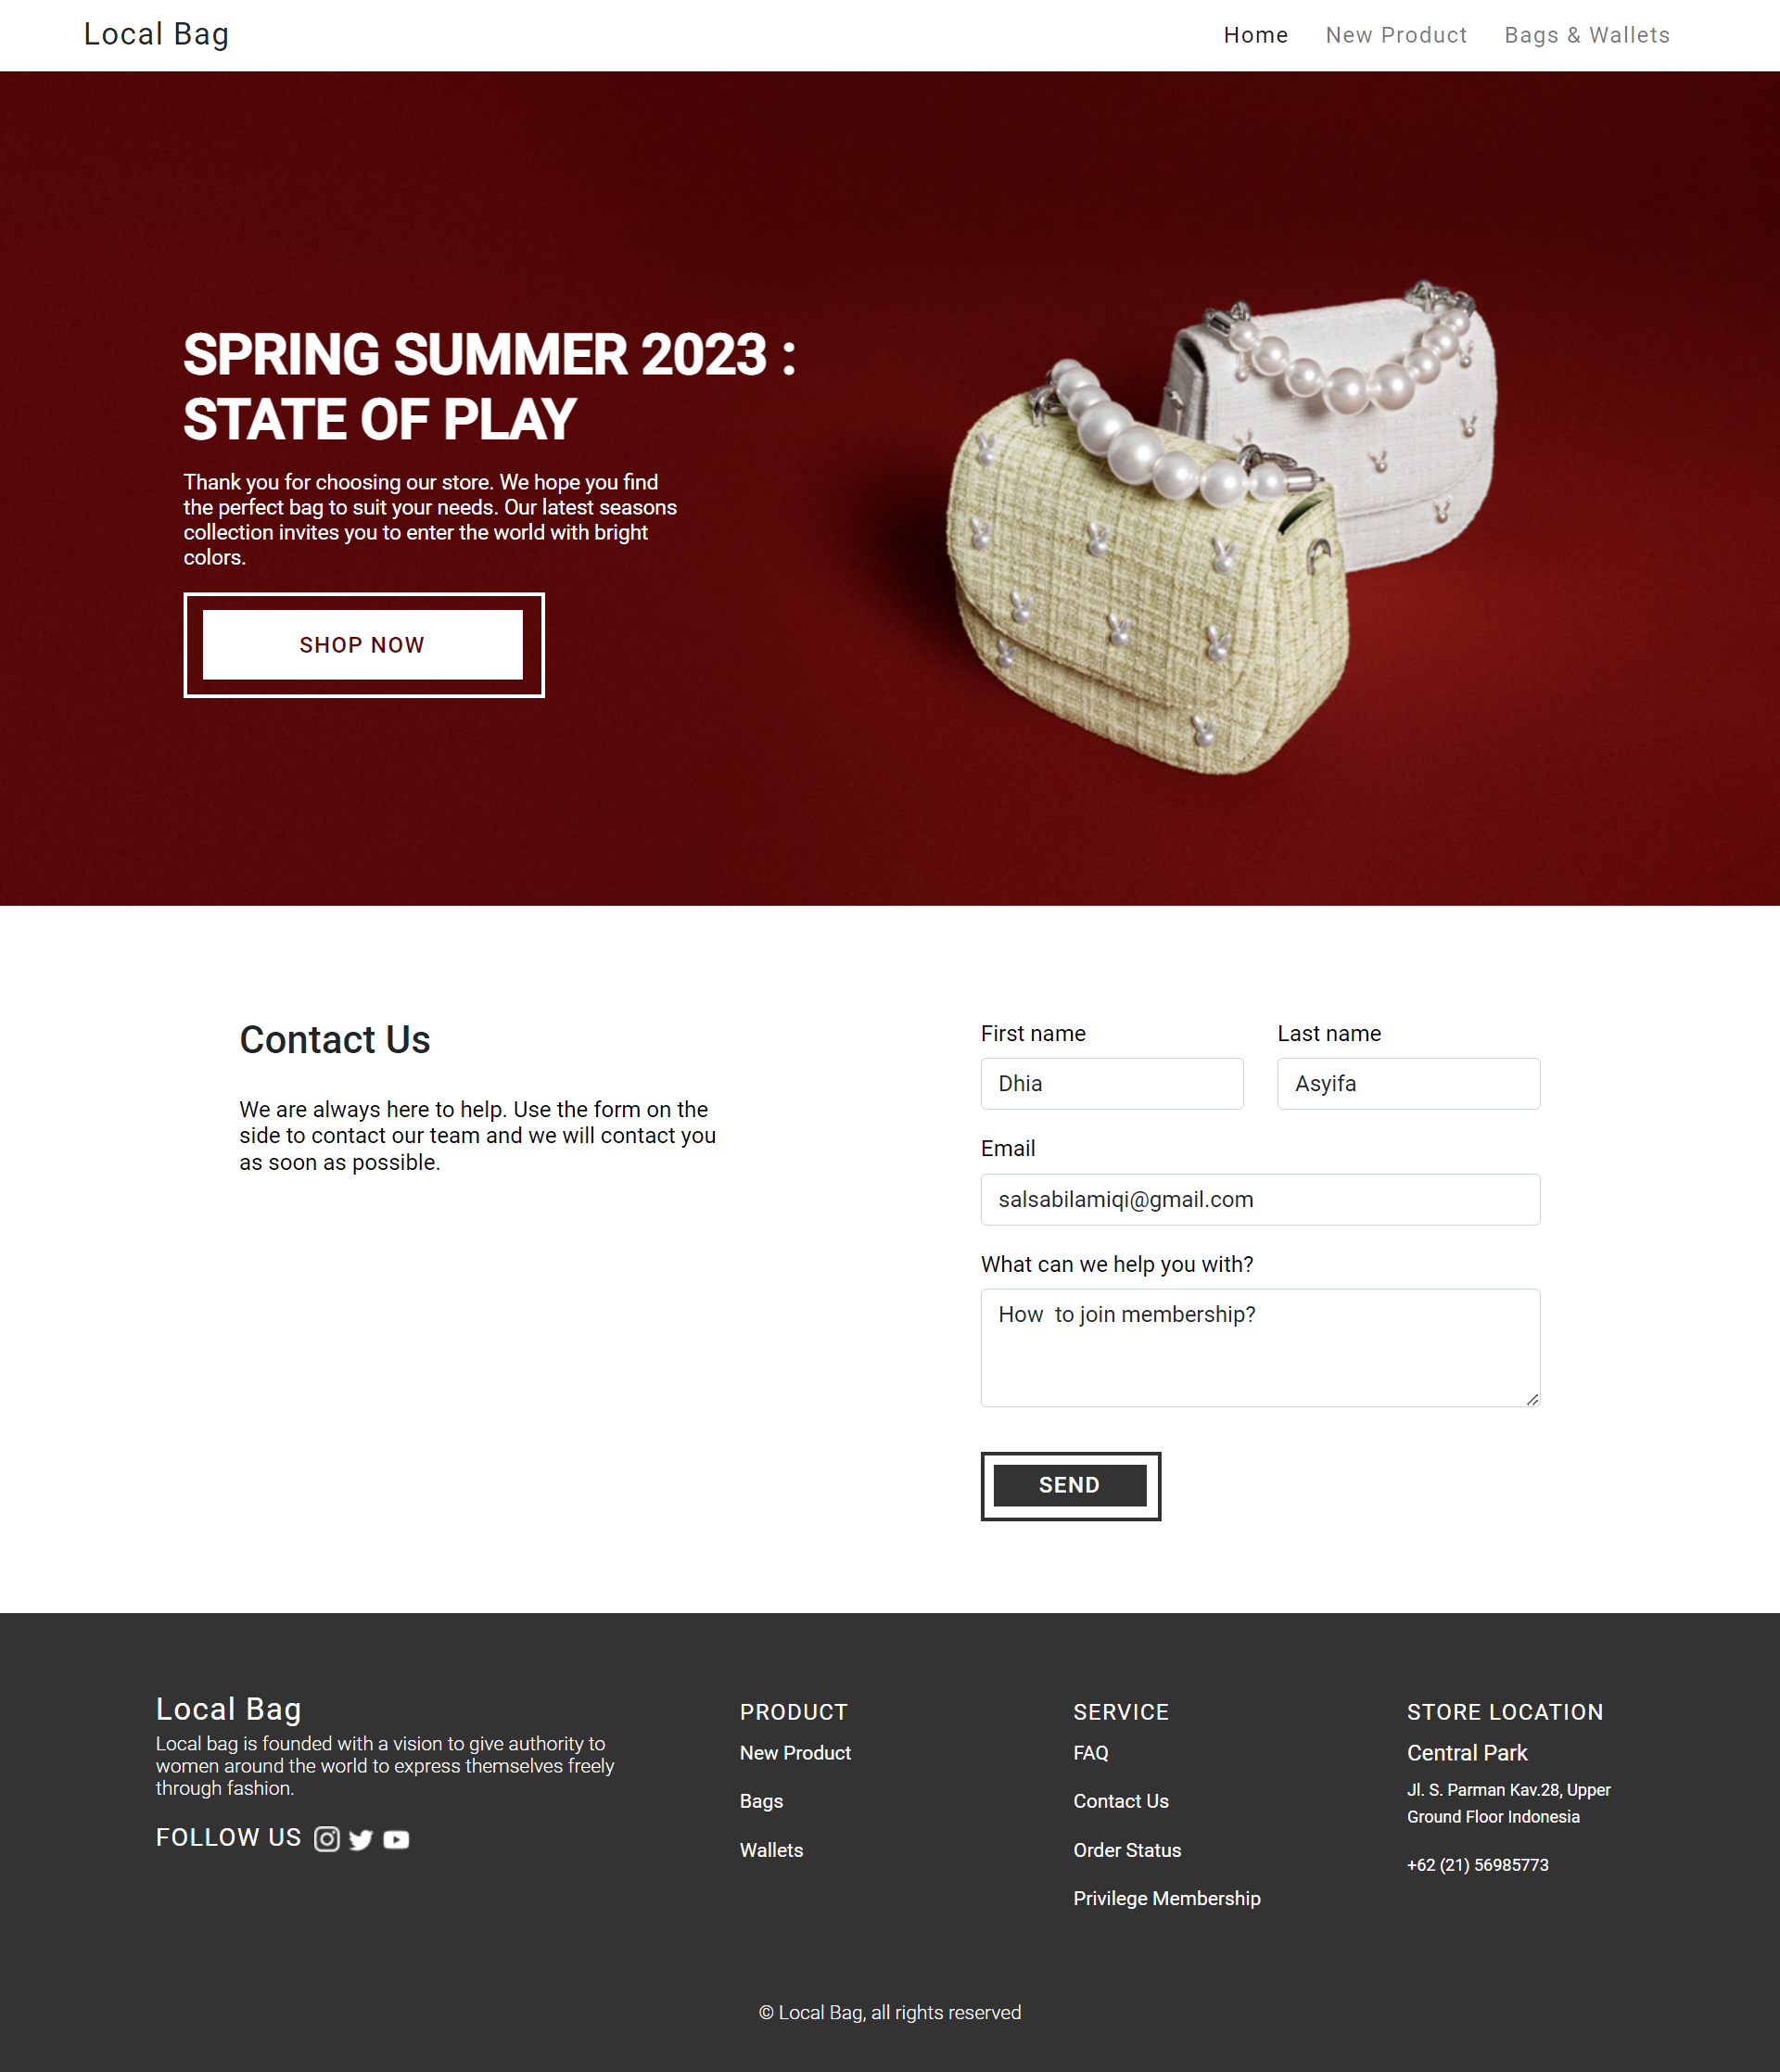 Local Bag
Home New Product Bags & Wallets
SPRING SUMMER 2023 :
STATE OF PLAY
Thank you for choosing our store. We hope you find
the perfect bag to suit your needs. Our latest seasons
collection invites you to enter the world with bright
colors.
SHOP NOW
Contact Us
We are always here to help. Use the form on the
side to contact our team and we will contact you
as soon as possible.
First name Last name
Dhia Asyifa
Email
salsabilamiqi@gmail.com
What can we help you with?
How  to join membership?
SEND
Local Bag
Local bag is founded with a vision to give authority to
women around the world to express themselves freely
through fashion.
FOLLOW US
PRODUCT
New Product
Bags
Wallets
SERVICE
FAQ
Contact Us
Order Status
Privilege Membership
STORE LOCATION
Central Park
Jl. S. Parman Kav.28, Upper
Ground Floor Indonesia
+62 (21) 56985773
© Local Bag, all rights reserved